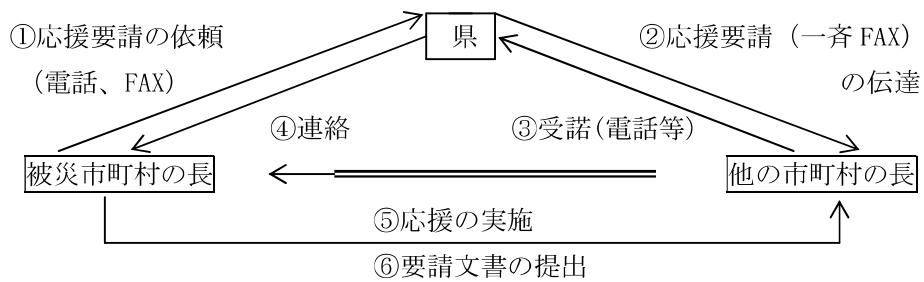 ①応援要請の依頼
（電話、FAX）
県
②応援要請（一斉 FAX）
の伝達
④連絡
③受諾(電話等)
被災市町村の長
他の市町村の長
⑤応援の実施
⑥要請文書の提出